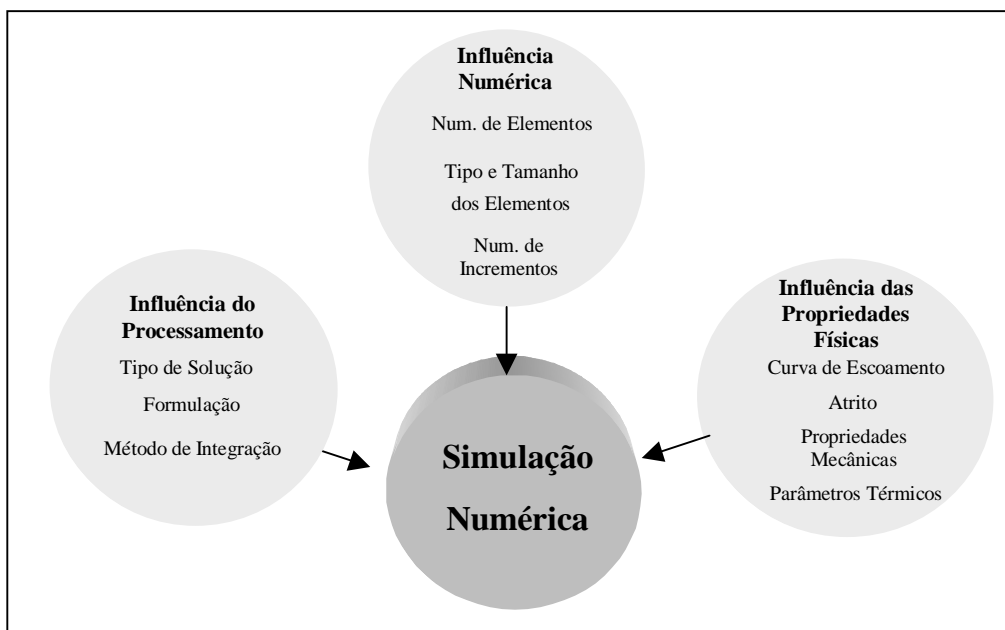 Influência
Numérica
Num. de Elementos
Tipo e Tamanho
dos Elementos
Num. de
Incrementos
Influência do
Processamento
Tipo de Solução
Formulação
Método de Integração
Influência das
Propriedades
Físicas
Curva de Escoamento
Atrito
Propriedades
Mecânicas
Parâmetros Térmicos
Simulação
Numérica